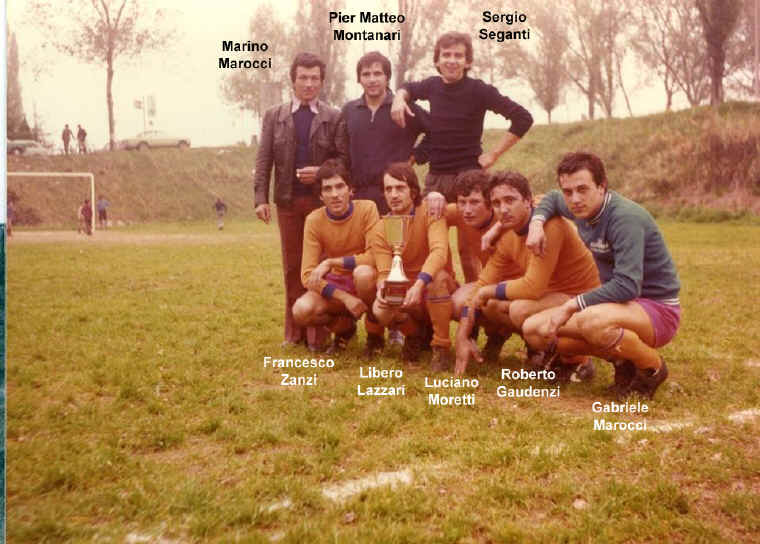 Marino
Marocci
Pier Matteo
Montanari
Sergio
Seganti
Francesco
Zanzi
Libero
Lazzari
Luciano
Moretti
Roberto
Gaudenzi
Gabriele
Marocci